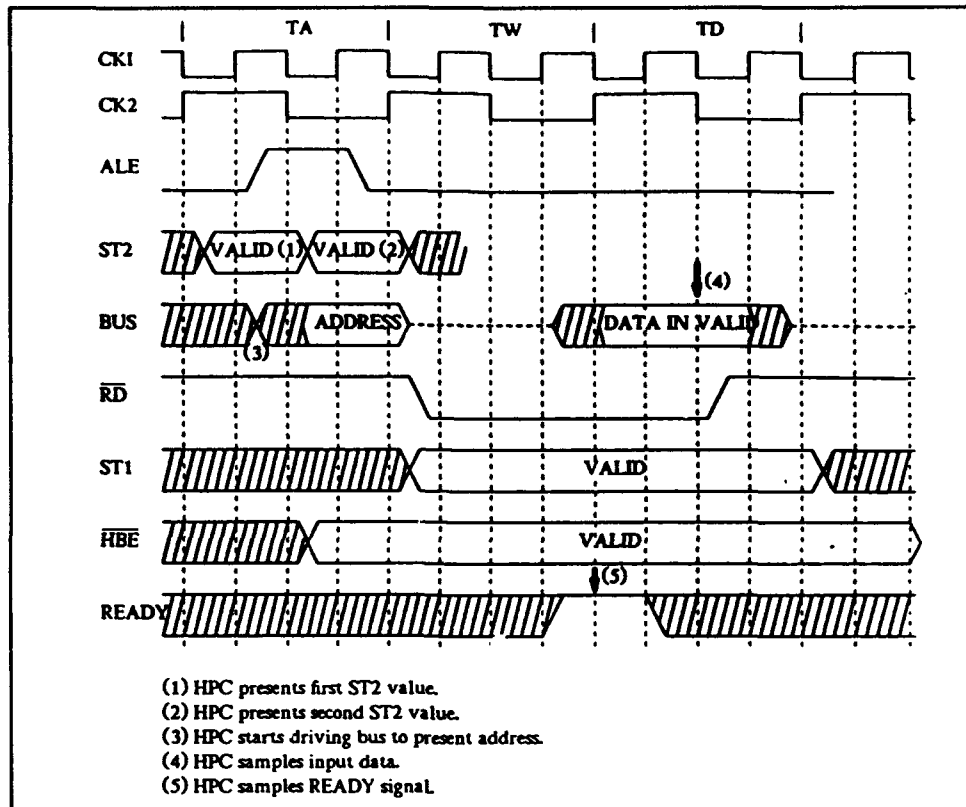 TA TW TD
CKI
CK2
ALE
ST2 VALID (1) VALID (2)
(4)
BUS ADDRESS DATA IN VALID
(3)
RD
ST1 VALID
HBE VALID
(5)
READY
(1) HPC presents first ST2 value.
(2) HPC presents second ST2 value.
(3) HPC starts driving bus to present address.
(4) HPC samples input data.
(5) HPC samples READY signal.